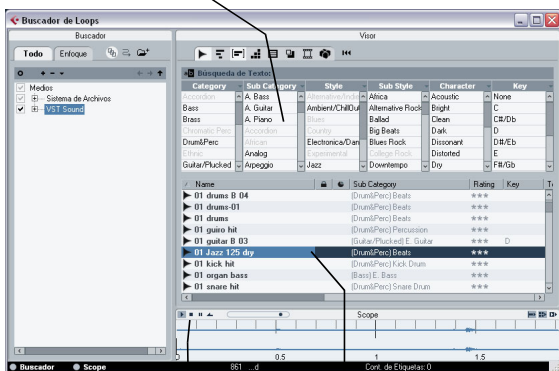 Buscador de Loops
Buscador
Visor
Todo
Enfoque
Medios
Sistema de Archivos
VST Sound
Búsqueda de Texto:
Category Sub Category Style Sub Style Character Key
Accordion A. Bass Alternative/Indie Africa Acoustic None
Bass A. Guitar Ambient/ChillOut Alternative Rock Bright C
Brass A. Piano Blues Ballad Clean C#/Db
Chromatic Perc Accordion Country Big Beats Dark D
Drum&Perc African Electronica/Dan Blues Rock Dissonant D#/Eb
Ethnic Analog Experimental College Rock Distorted E
Guitar/Plucked Arpeggio Jazz Downtempo Dry F#/Gb
Name Sub Category Rating Key
01 drums B 04 (Drum&Perc) Beats ★★★
01 drums-01 (Drum&Perc) Beats ★★★
01 drums (Drum&Perc) Beats ★★★
01 guiro hit (Drum&Perc) Percussion ★★★
01 guitar B 03 (Guitar/Plucked) E. Guitar ★★★ D
01 Jazz 125 dry (Drum&Perc) Beats ★★★
01 kick hit (Drum&Perc) Kick Drum ★★★
01 organ bass (Bass) E. Bass ★★★
01 snare hit (Drum&Perc) Snare Drum ★★★
Scope
0 0.5 1 1.5
Buscador Scope 861 ...d Cont. de Etiquetas: 0